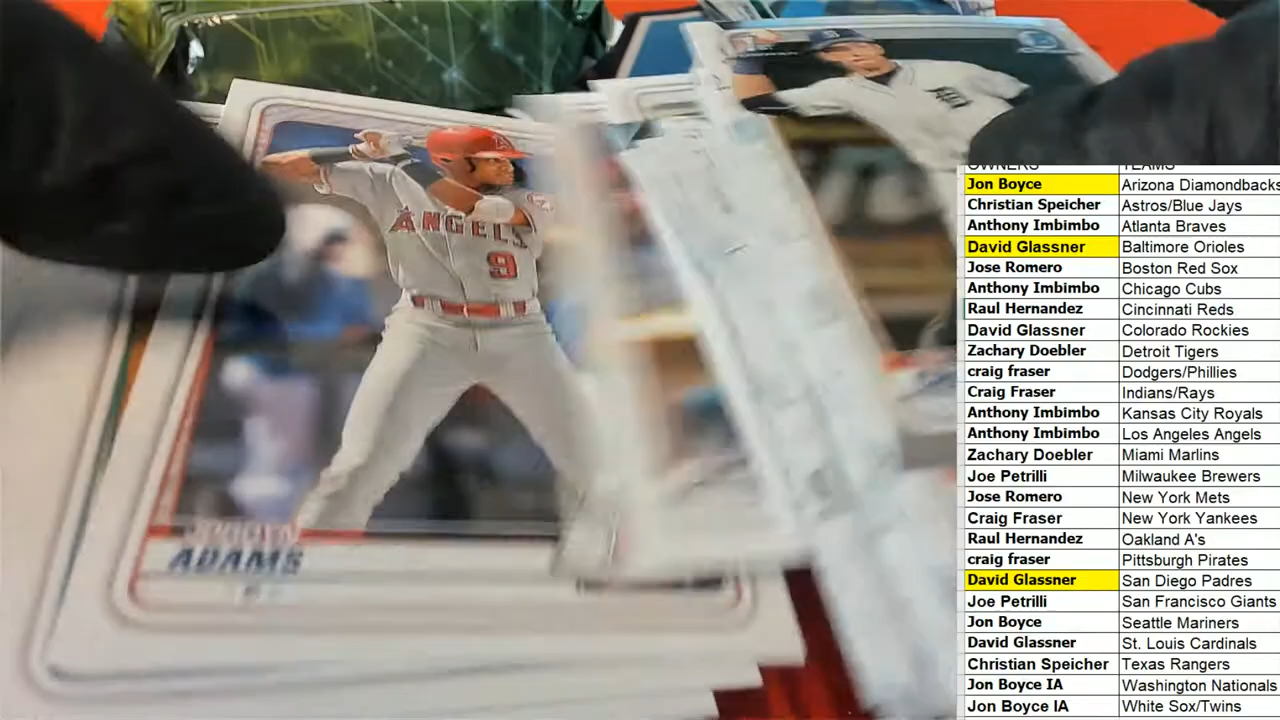 ANGELS
9
ADAMS
OWNERS TEAMS
Jon Boyce Arizona Diamondbacks
Christian Speicher Astros/Blue Jays
Anthony Imbimbo Atlanta Braves
David Glassner Baltimore Orioles
Jose Romero Boston Red Sox
Anthony Imbimbo Chicago Cubs
Raul Hernandez Cincinnati Reds
David Glassner Colorado Rockies
Zachary Doebler Detroit Tigers
craig fraser Dodgers/Phillies
Craig Fraser Indians/Rays
Anthony Imbimbo Kansas City Royals
Anthony Imbimbo Los Angeles Angels
Zachary Doebler Miami Marlins
Joe Petrilli Milwaukee Brewers
Jose Romero New York Mets
Craig Fraser New York Yankees
Raul Hernandez Oakland A's
craig fraser Pittsburgh Pirates
David Glassner San Diego Padres
Joe Petrilli San Francisco Giants
Jon Boyce Seattle Mariners
David Glassner St. Louis Cardinals
Christian Speicher Texas Rangers
Jon Boyce IA Washington Nationals
Jon Boyce IA White Sox/Twins